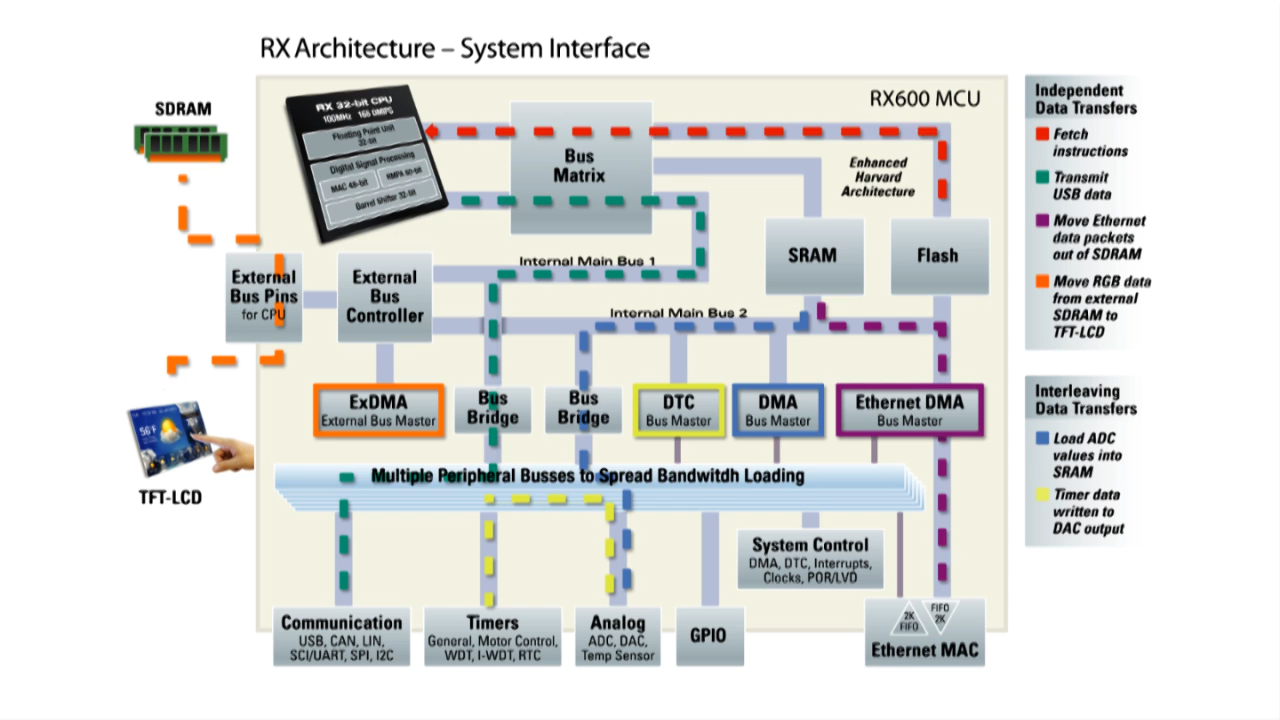 RX Architecture – System Interface
RX600 MCU
SDRAM
RX 32-bit CPU
100MHz 165 DMIPS
Floating Point Unit
32-bit
Digital Signal Processing
MAC 48-bit
RMPA 80-bit
Barrel Shifter 32-bit
Bus
Matrix
Enhanced
Harvard
Architecture
SRAM
Flash
External
Bus Pins
for CPU
External
Bus
Controller
Internal Main Bus 1
Internal Main Bus 2
ExDMA
External Bus Master
Bus
Bridge
Bus
Bridge
DTC
Bus Master
DMA
Bus Master
Ethernet DMA
Bus Master
56°F
TFT-LCD
Multiple Peripheral Busses to Spread Bandwitdh Loading
System Control
DMA, DTC, Interrupts,
Clocks, POR/LVD
Communication
USB, CAN, LIN,
SCI/UART, SPI, I2C
Timers
General, Motor Control,
WDT, I-WDT, RTC
Analog
ADC, DAC,
Temp Sensor
GPIO
2K
FIFO
FIFO
2K
Ethernet MAC
Independent
Data Transfers
Fetch
instructions
Transmit
USB data
Move Ethernet
data packets
out of SDRAM
Move RGB data
from external
SDRAM to
TFT-LCD
Interleaving
Data Transfers
Load ADC
values into
SRAM
Timer data
written to
DAC output